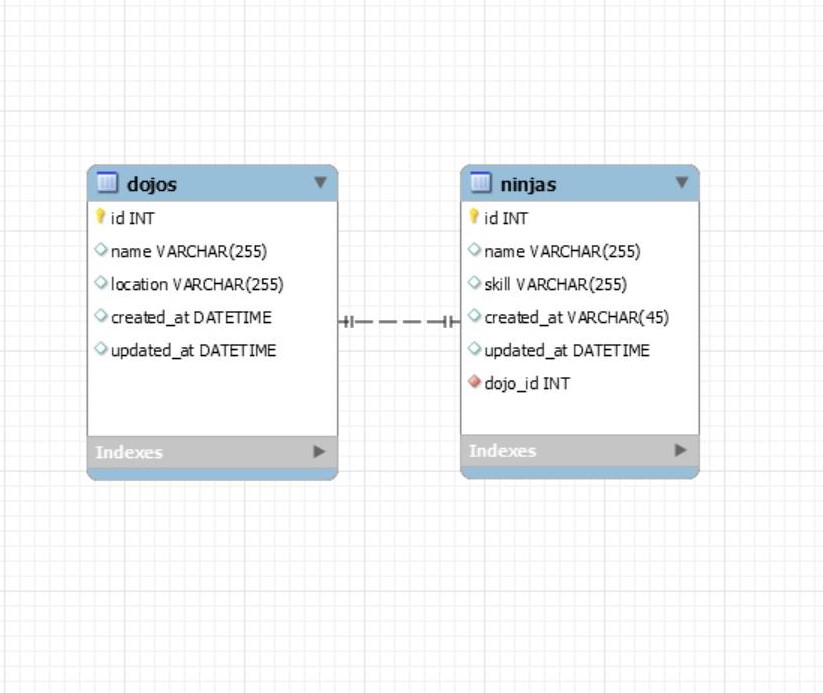 dojos
id INT
name VARCHAR(255)
location VARCHAR(255)
created_at DATETIME
updated_at DATETIME
Indexes
ninjas
id INT
name VARCHAR(255)
skill VARCHAR(255)
created_at VARCHAR(45)
updated_at DATETIME
dojo_id INT
Indexes